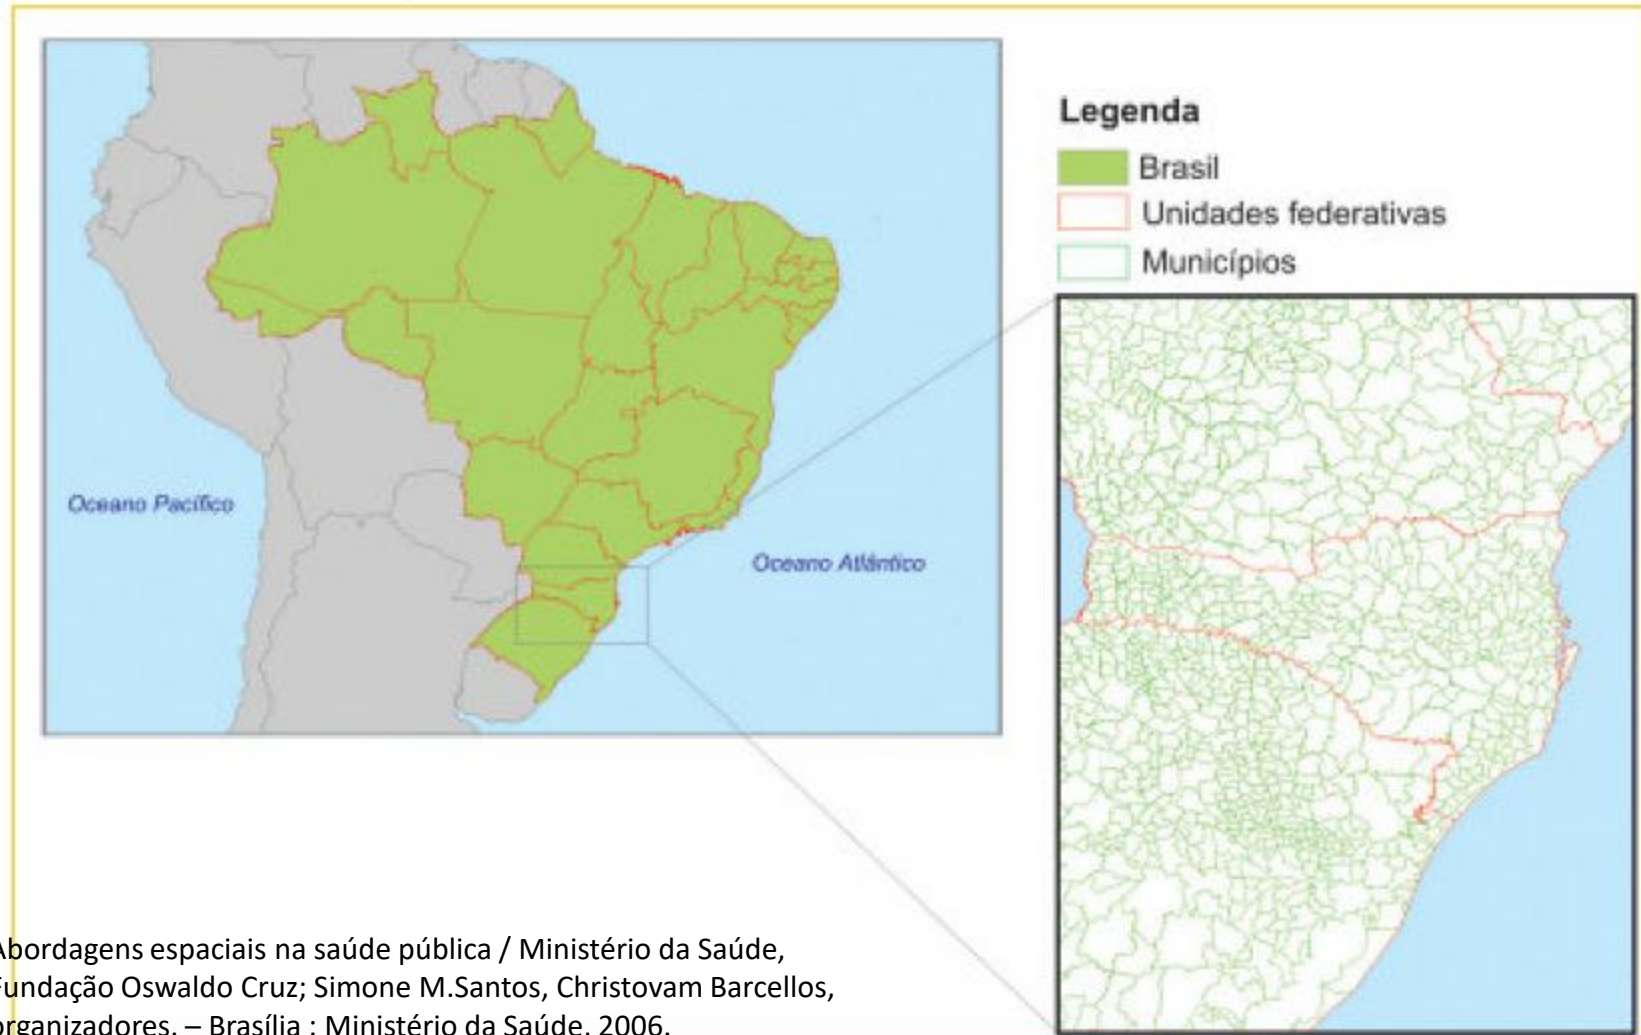 Legenda
Brasil
Unidades federativas
Municípios
Oceano Pacífico
Oceano Atlântico
Abordagens espaciais na saúde pública / Ministério da Saúde,
Fundação Oswaldo Cruz; Simone M.Santos, Christovam Barcellos,
organizadores. – Brasília : Ministério da Saúde, 2006.